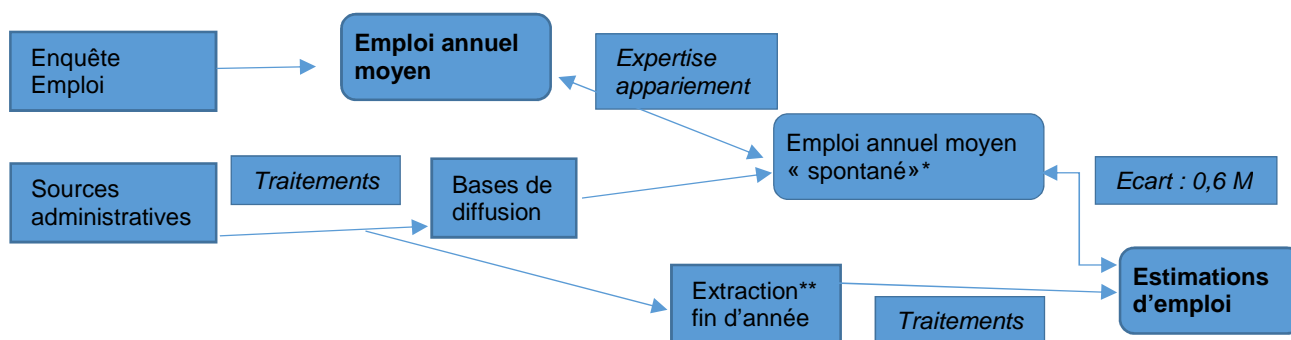 Enquête
Emploi
Emploi annuel
moyen
Expertise
appariement
Emploi annuel moyen
« spontané»*
Ecart : 0,6 M
Sources
administratives
Traitements
Bases de
diffusion
Extraction**
fin d’année
Traitements
Estimations
d’emploi